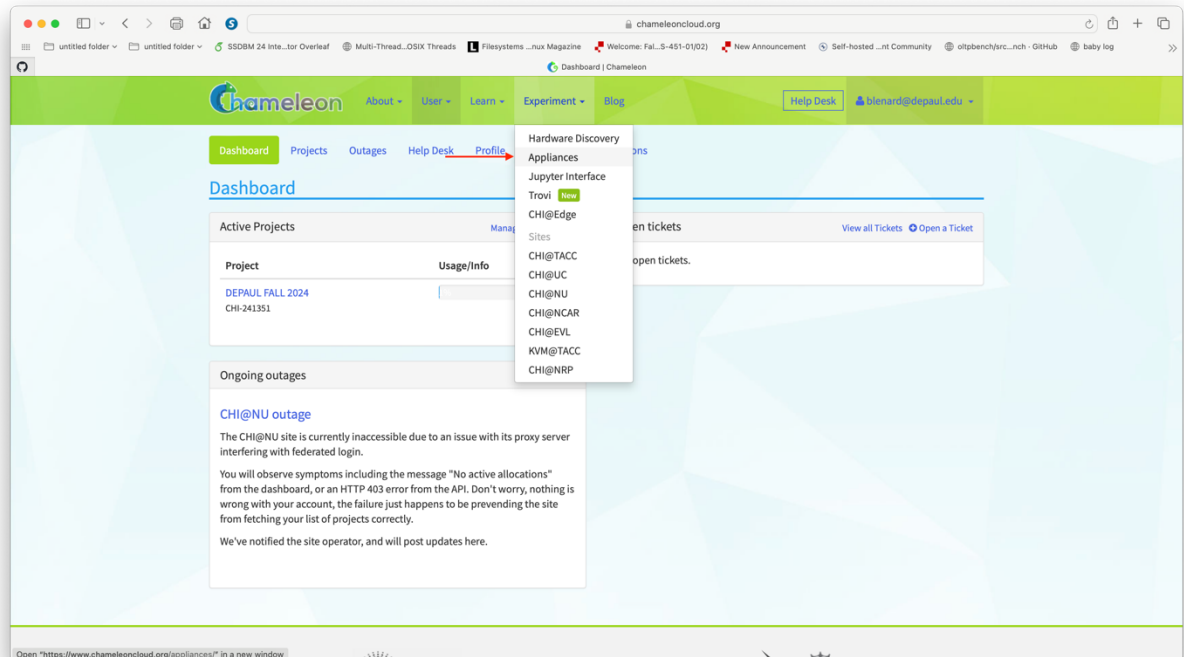 chameleoncloud.org
untitled folder
untitled folder
SSDBM 24 Inte...tor Overleaf
Multi-Thread...OSIX Threads
Filesystems ...nux Magazine
Welcome: Fal...S-451-01/02)
New Announcement
Self-hosted ...nt Community
oltpbench/src...nch · GitHub
baby log
Dashboard | Chameleon
Chameleon
About
User
Learn
Experiment
Blog
Help Desk
blenard@depaul.edu
Dashboard
Projects
Outages
Help Desk
Profile
ons
Hardware Discovery
Appliances
Jupyter Interface
Trovi New
CHI@Edge
Sites
CHI@TACC
CHI@UC
CHI@NU
CHI@NCAR
CHI@EVL
KVM@TACC
CHI@NRP
Dashboard
Active Projects
Manag
Project
Usage/Info
DEPAUL FALL 2024
CHI-241351
en tickets
View all Tickets
Open a Ticket
open tickets.
Ongoing outages
CHI@NU outage
The CHI@NU site is currently inaccessible due to an issue with its proxy server
interfering with federated login.
You will observe symptoms including the message "No active allocations"
from the dashboard, or an HTTP 403 error from the API. Don't worry, nothing is
wrong with your account, the failure just happens to be prevending the site
from fetching your list of projects correctly.
We've notified the site operator, and will post updates here.
Open "https://www.chameleoncloud.org/appliances/" in a new window